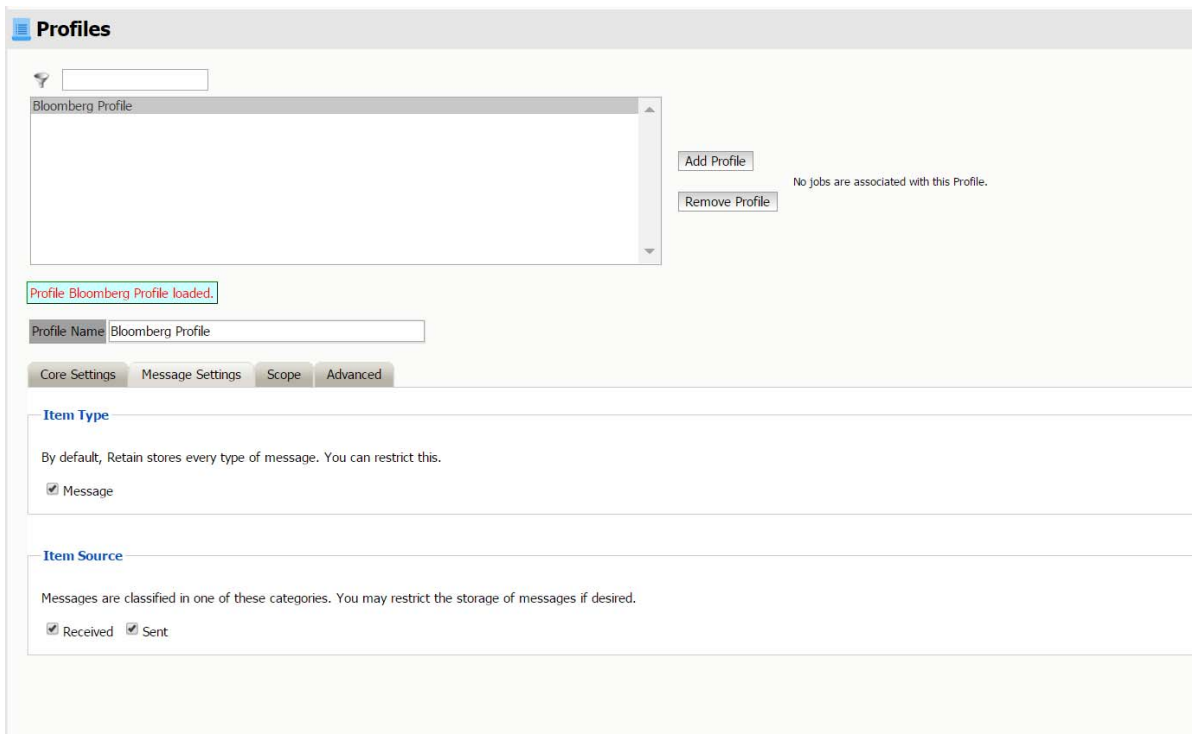 Profiles
Bloomberg Profile
Add Profile
No jobs are associated with this Profile.
Remove Profile
Profile Bloomberg Profile loaded.
Profile Name Bloomberg Profile
Core Settings Message Settings Scope Advanced
Item Type
By default, Retain stores every type of message. You can restrict this.
Message
Item Source
Messages are classified in one of these categories. You may restrict the storage of messages if desired.
Received Sent